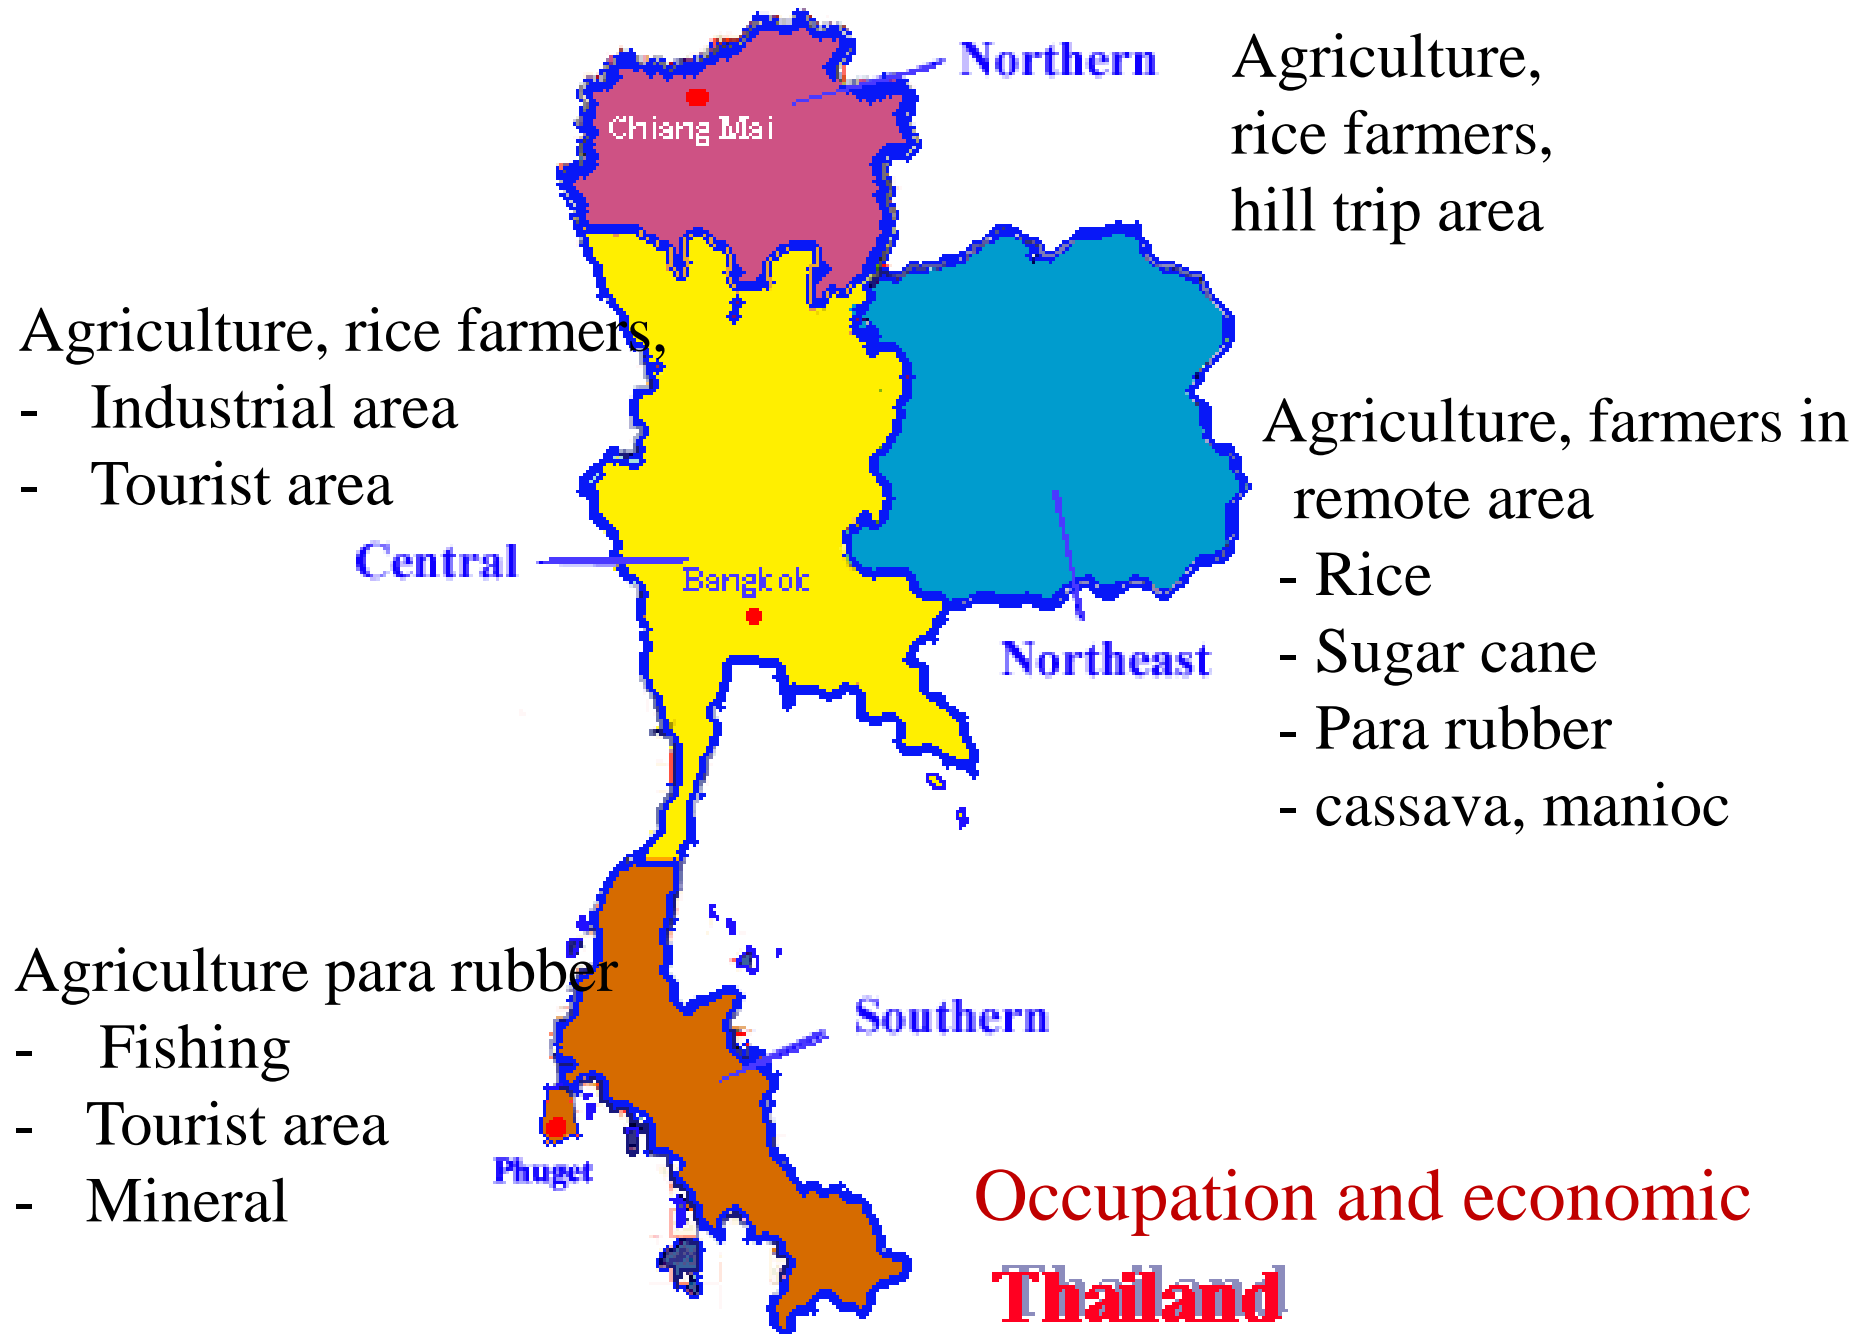 Northern
Agriculture,
rice farmers,
hill trip area
Chiang Mai
Agriculture, rice farmers,
- Industrial area
- Tourist area
Central
Bangkok
Northeast
Agriculture, farmers in
remote area
- Rice
- Sugar cane
- Para rubber
- cassava, manioc
Agriculture para rubber
- Fishing
- Tourist area
- Mineral
Southern
Phuget
Occupation and economic
Thailand